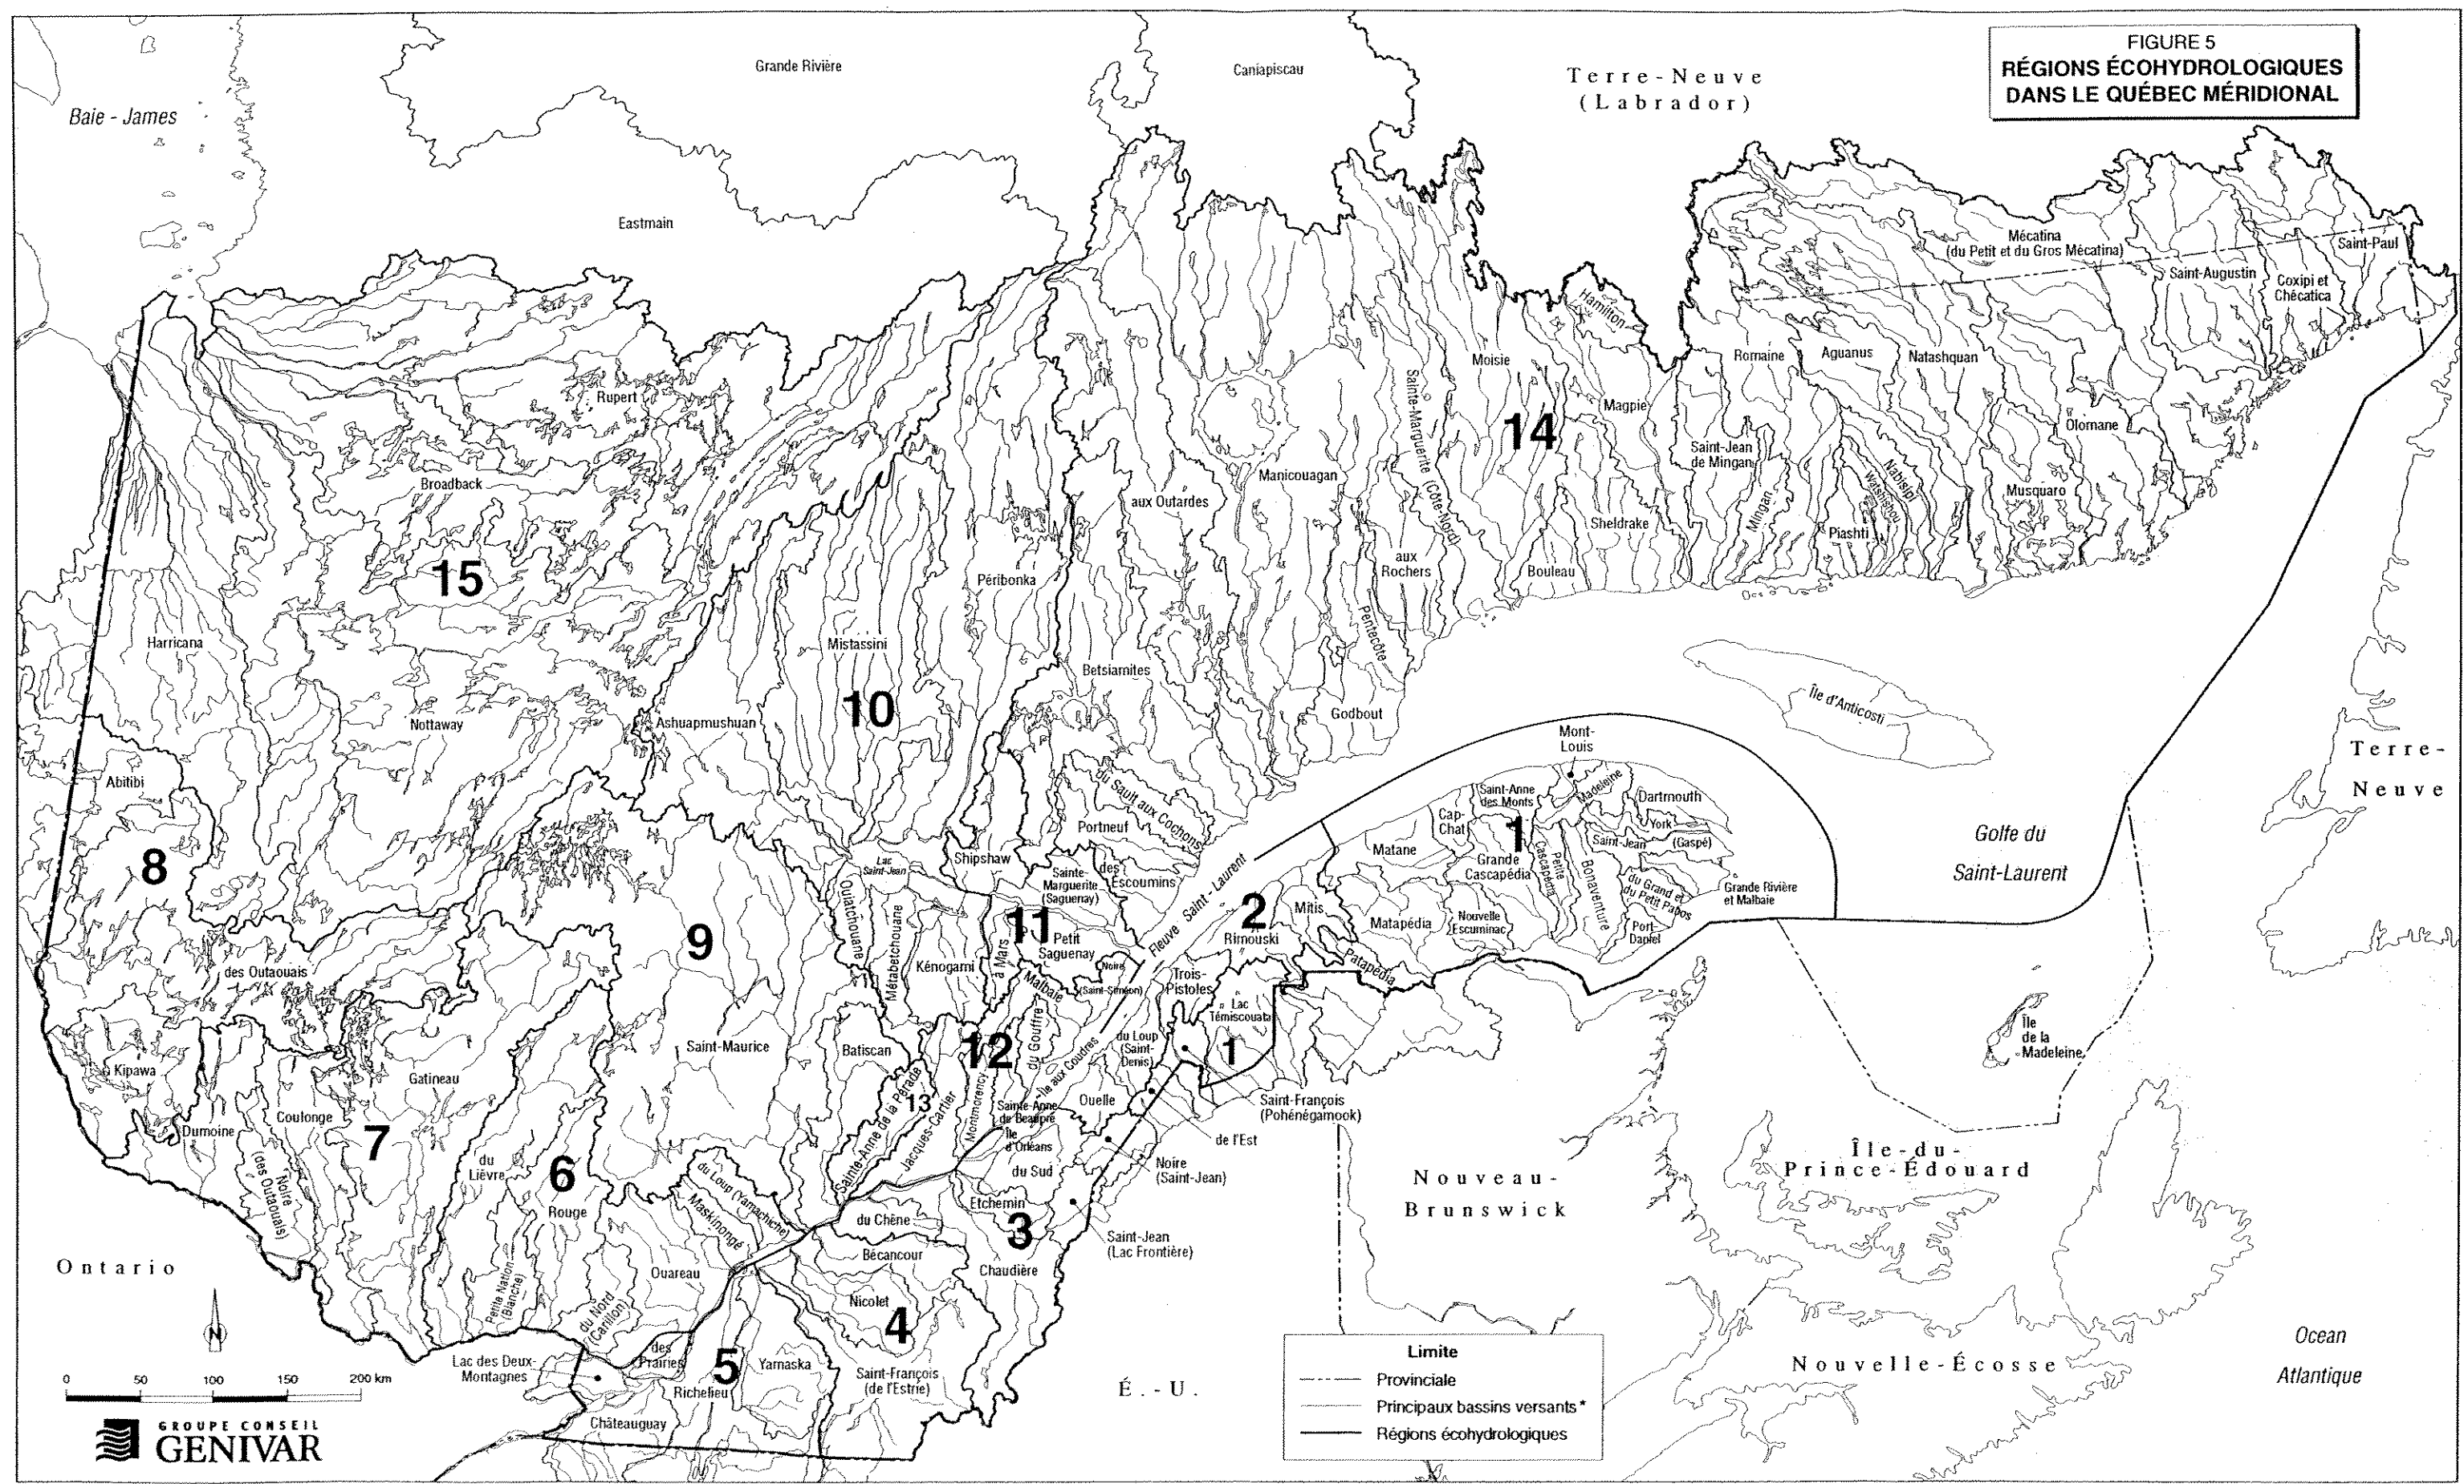 FIGURE 5
RÉGIONS ÉCOHYDROLOGIQUES
DANS LE QUÉBEC MÉRIDIONAL
Baie - James
Grande Rivière
Caniapiscau
Terre-Neuve
(Labrador)
Eastmain
Mécatina
(du Petit et du Gros Mécatina)
Saint-Paul
Saint-Augustin
Coxipi et
Chécatica
Hamilton
Rupert
Moisie
Romaine
Aguanus
Natashquan
Sainte-Marguerite (Côte-Nord)
Magpie
14
Olomane
Saint-Jean
de Mingan
Broadback
Manicouagan
aux Outardes
Nabisipi
Watshishou
Musquaro
Mingan
Sheldrake
Piashti
15
Péribonka
aux
Rochers
Bouleau
Pentecôte
Harricana
Mistassini
Betsiamites
10
Nottaway
Ashuapmushuan
Godbout
Île d'Anticosti
Mont-
Louis
Terre-
Neuve
Abitibi
du Sault aux Cochons
Saint-Anne
des Monts
Madeleine
Dartmouth
Portneuf
Cap-
Chat
1
York
Golfe du
Saint-Laurent
Saint-Jean
(Gaspé)
8
Lac
Saint-Jean
Shipshaw
Matane
Grande
Cascapédia
Petite
Cascapédia
Bonaventure
Sainte-
Marguerite
(Saguenay)
des
Escoumins
du Grand et
du Petit Pabos
Grande Rivière
et Malbaie
Ouiatchouane
Métabetchouane
11
Fleuve Saint-Laurent
2
Mitis
Matapédia
Nouvelle
Escuminac
Port-
Daniel
9
Petit
Saguenay
Rimouski
à Mars
Kénogami
des Outaouais
Noire
(Saint-Siméon)
Malbaie
Trois-
Pistoles
Patapédia
Lac
Témiscouata
du Gouffre
Île
de la
Madeleine
Saint-Maurice
Batiscan
12
du Loup
(Saint-
Denis)
1
Kipawa
Gatineau
Île aux Coudres
Sainte-Anne de la Pérade
13
Jacques-Cartier
Montmorency
Sainte-Anne
de Beaupré
Île
d'Orléans
Ouelle
Saint-François
(Pohénégamook)
Coulonge
Dumoine
7
de l'Est
du
Lièvre
6
Noire
(des Outaouais)
du Loup (Yamachiche)
du Sud
Noire
(Saint-Jean)
Nouveau-
Brunswick
Île-du-
Prince-Édouard
Rouge
Maskinongé
Etchemin
du Chêne
3
Saint-Jean
(Lac Frontière)
Ontario
Bécancour
Ouareau
Chaudière
Petite Nation
(Blanche)
N
du Nord
(Carillon)
Nicolet
4
Ocean
Atlantique
Lac des Deux-
Montagnes
des
Prairies
5
Yamaska
Richelieu
Saint-François
(de l'Estrie)
É.-U.
Nouvelle-Écosse
Châteauguay
0 50 100 150 200 km
GROUPE CONSEIL
GENIVAR
Limite
Provinciale
Principaux bassins versants*
Régions écohydrologiques